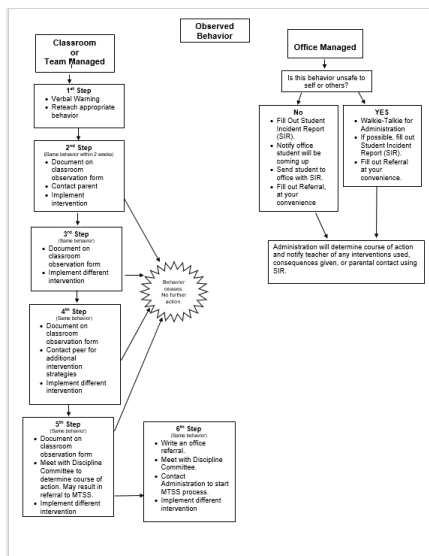 Observed
Behavior
Classroom
or
Team Managed
1st Step
• Verbal Warning
• Reteach appropriate
behavior
2nd Step
(Same behavior within 2 weeks)
• Document on
classroom
observation form
• Contact parent
• Implement
intervention
3rd Step
(Same behavior)
• Document on
classroom
observation form
• Implement different
intervention
4th Step
(Same behavior)
• Document on
classroom
observation form
• Contact peer for
additional
intervention
strategies
• Implement different
intervention
5th Step
(Same behavior)
• Document on
classroom
observation form
• Meet with Discipline
Committee to
determine course of
action. May result in
referral to MTSS.
• Implement different
intervention
6th Step
(Same behavior)
• Write an office
referral.
• Meet with Discipline
Committee.
• Contact
Administration to start
MTSS process.
• Implement different
intervention
Behavior
ceases.
No further
action.
Office Managed
Is this behavior unsafe to
self or others?
No
• Fill Out Student
Incident Report
(SIR).
• Notify office
student will be
coming up
• Send student to
office with SIR.
• Fill out Referral,
at your
convenience
YES
• Walkie-Talkie for
Administration
• If possible, fill out
Student Incident
Report (SIR).
• Fill out Referral,
at your
convenience.
Administration will determine course of action
and notify teacher of any interventions used,
consequences given, or parental contact using
SIR.